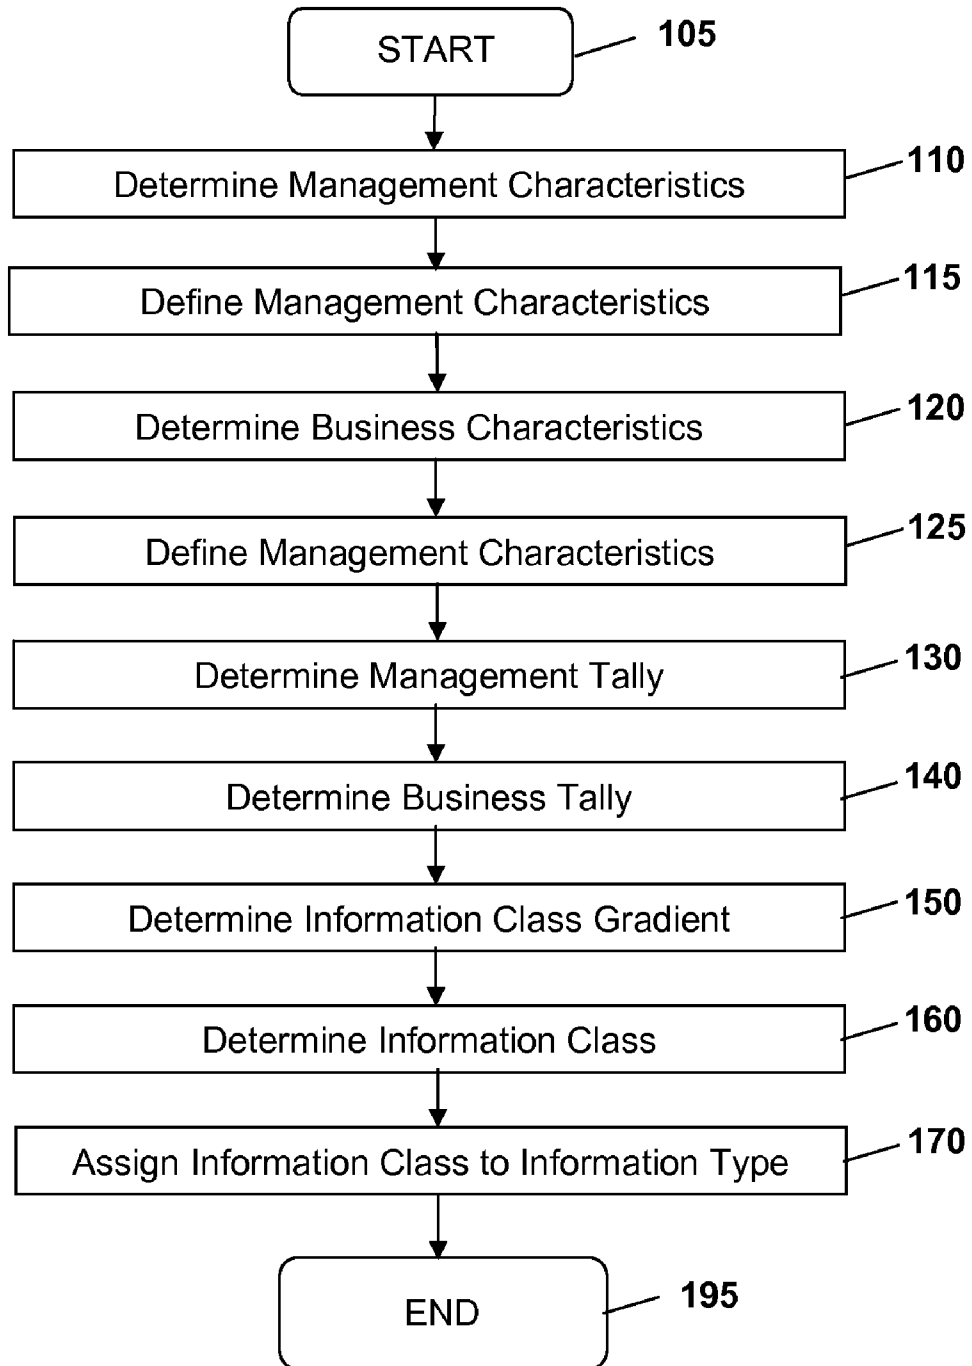 START
105
Determine Management Characteristics
110
Define Management Characteristics
115
Determine Business Characteristics
120
Define Management Characteristics
125
Determine Management Tally
130
Determine Business Tally
140
Determine Information Class Gradient
150
Determine Information Class
160
Assign Information Class to Information Type
170
END
195